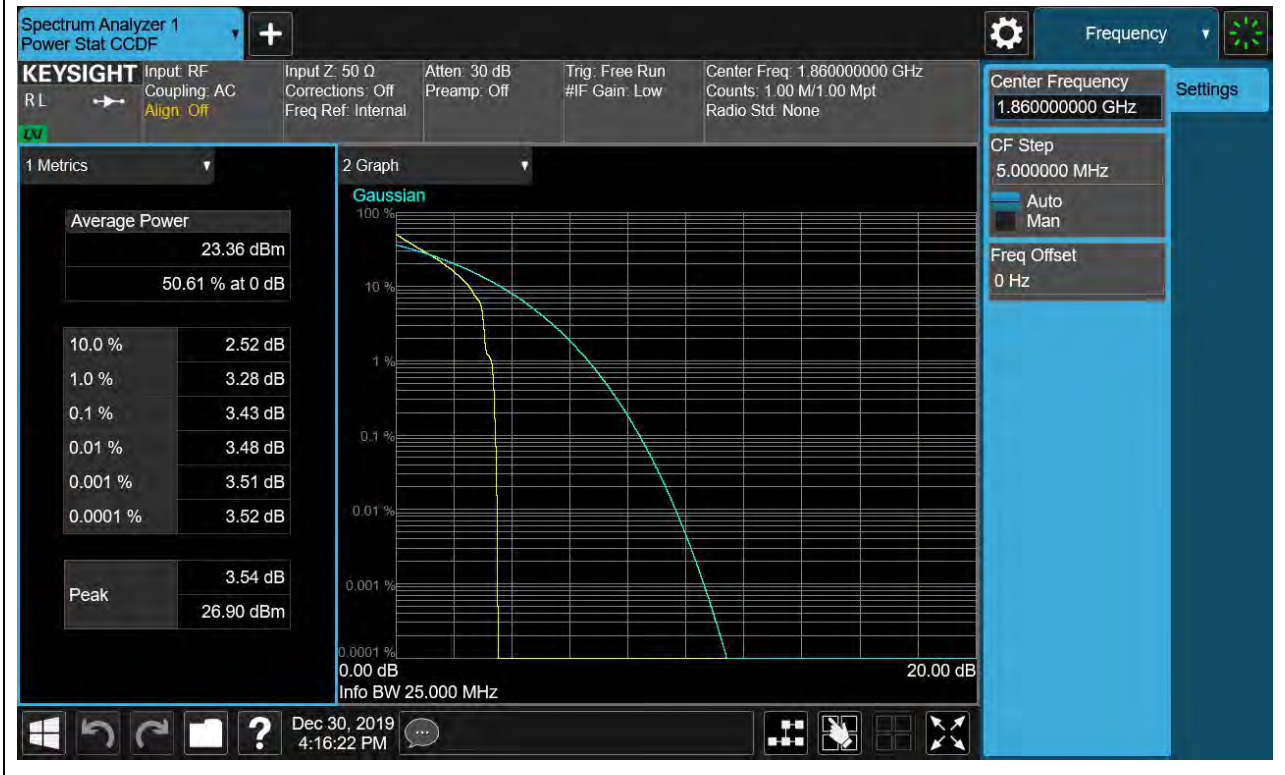 Spectrum Analyzer 1
Power Stat CCDF
Frequency
KEYSIGHT
RL
Input: RF
Coupling: AC
Align: Off
Input Z: 50 Ω
Corrections: Off
Freq Ref: Internal
Atten: 30 dB
Preamp: Off
Trig: Free Run
#IF Gain: Low
Center Freq: 1.860000000 GHz
Counts: 1.00 M/1.00 Mpt
Radio Std: None
Center Frequency
1.860000000 GHz
Settings
CF Step
5.000000 MHz
Auto
Man
Freq Offset
0 Hz
1 Metrics
Average Power
23.36 dBm
50.61 % at 0 dB
10.0 % 2.52 dB
1.0 % 3.28 dB
0.1 % 3.43 dB
0.01 % 3.48 dB
0.001 % 3.51 dB
0.0001 % 3.52 dB
Peak 3.54 dB
26.90 dBm
2 Graph
Gaussian
100 %
10 %
1 %
0.1 %
0.01 %
0.001 %
0.0001 %
0.00 dB 20.00 dB
Info BW 25.000 MHz
? Dec 30, 2019
4:16:22 PM